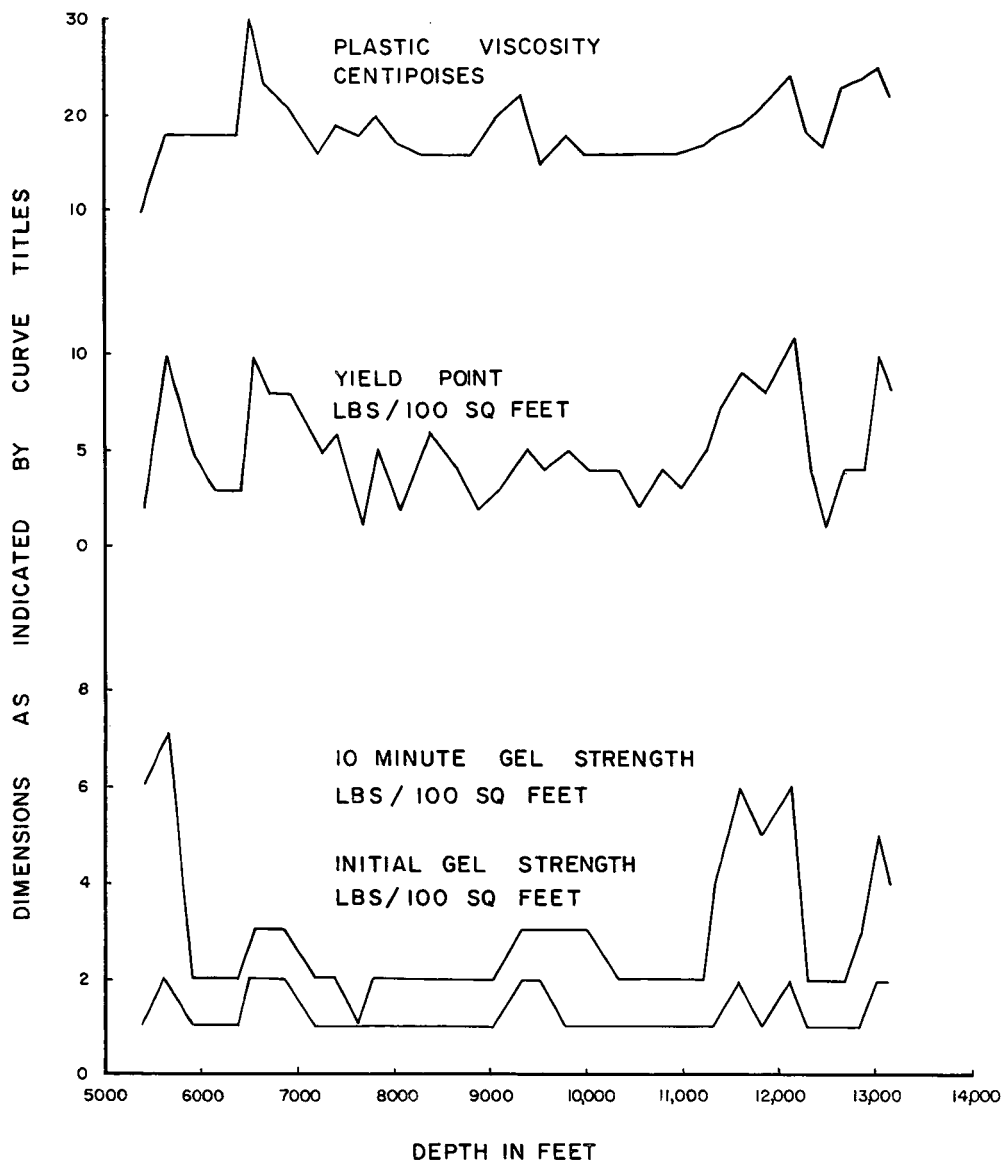 30
20
10
PLASTIC VISCOSITY
CENTIPOISES
10
5
0
YIELD POINT
LBS/100 SQ FEET
8
6
4
2
0
10 MINUTE GEL STRENGTH
LBS/100 SQ FEET
INITIAL GEL STRENGTH
LBS/100 SQ FEET
DIMENSIONS AS INDICATED BY CURVE TITLES
5000 6000 7000 8000 9000 10,000 11,000 12,000 13,000 14,000
DEPTH IN FEET